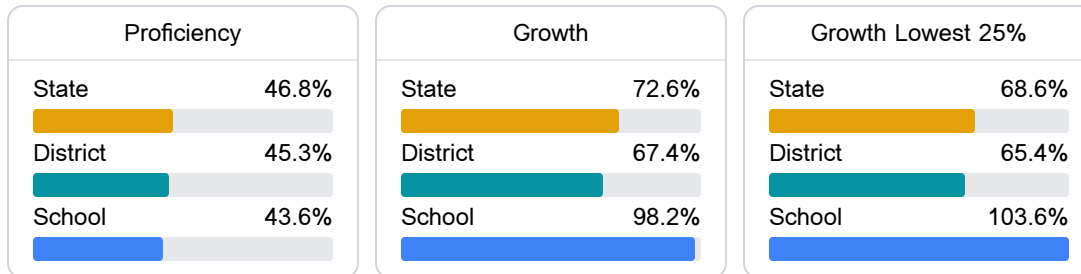 Proficiency
State 46.8%
District 45.3%
School 43.6%
Growth
State 72.6%
District 67.4%
School 98.2%
Growth Lowest 25%
State 68.6%
District 65.4%
School 103.6%